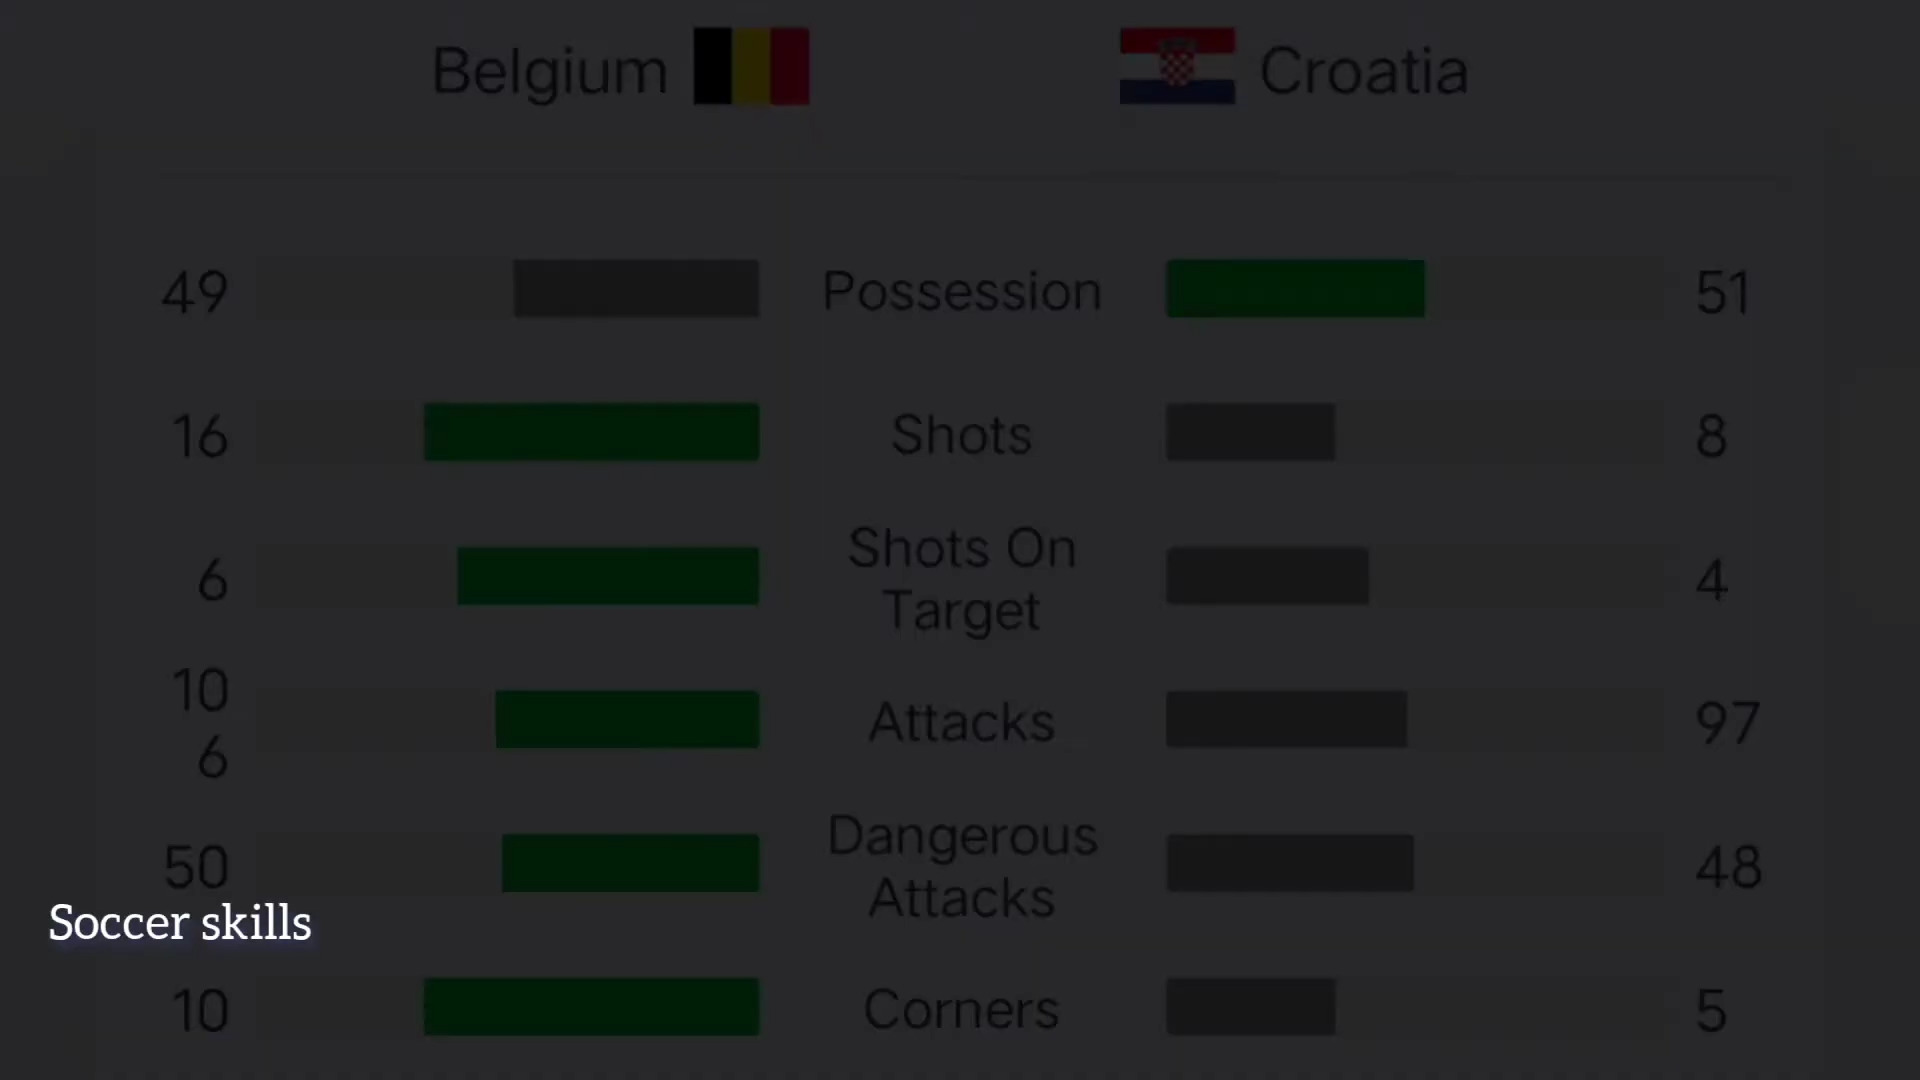 Belgium Croatia
49 Possession 51
16 Shots 8
6 Shots On Target 4
10
6 Attacks 97
50 Dangerous Attacks 48
Soccer skills
10 Corners 5